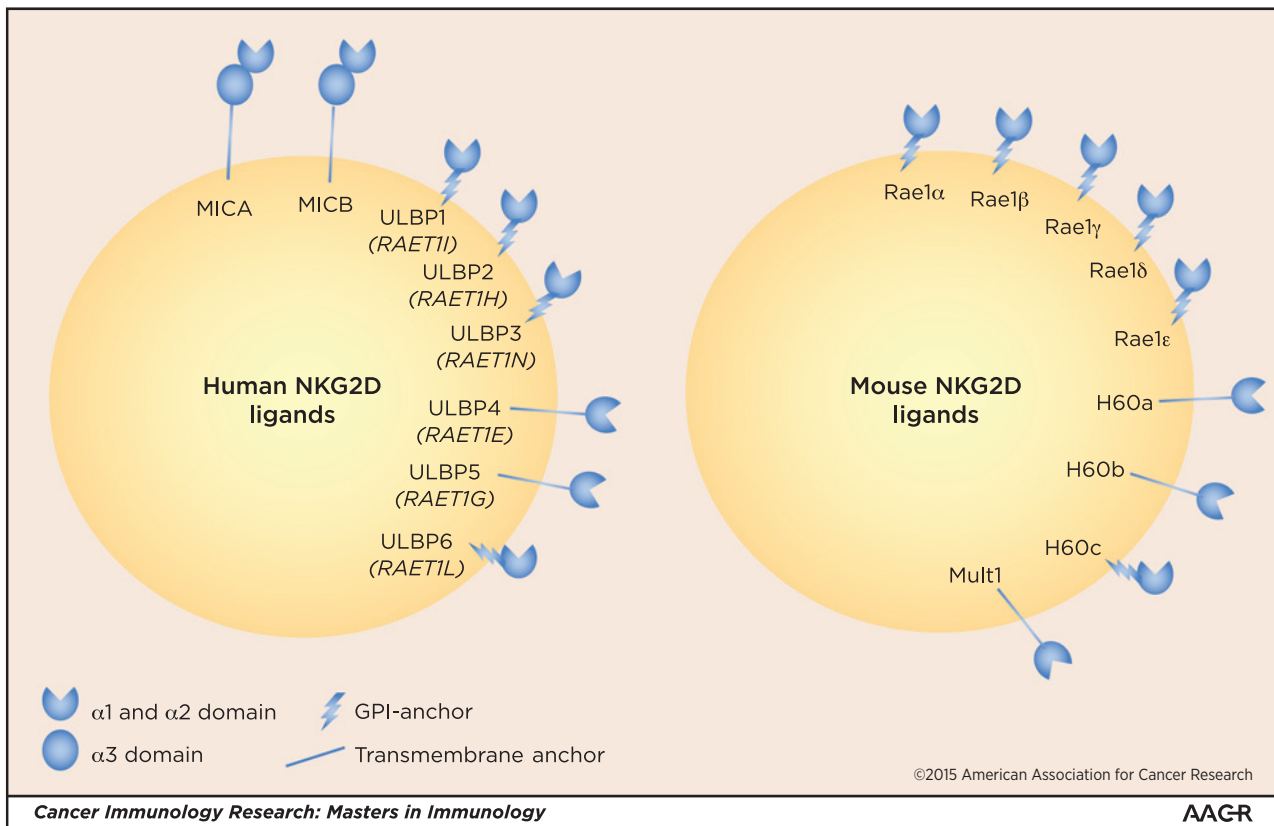 MICA
MICB
ULBP1
(RAET1I)
ULBP2
(RAET1H)
ULBP3
(RAET1N)
Human NKG2D
ligands
ULBP4
(RAET1E)
ULBP5
(RAET1G)
ULBP6
(RAET1L)
Rae1α
Rae1β
Rae1γ
Rae1δ
Rae1ε
Mouse NKG2D
ligands
H60a
H60b
H60c
Mult1
α1 and α2 domain
GPI-anchor
α3 domain
Transmembrane anchor
©2015 American Association for Cancer Research
Cancer Immunology Research: Masters in Immunology
AACR